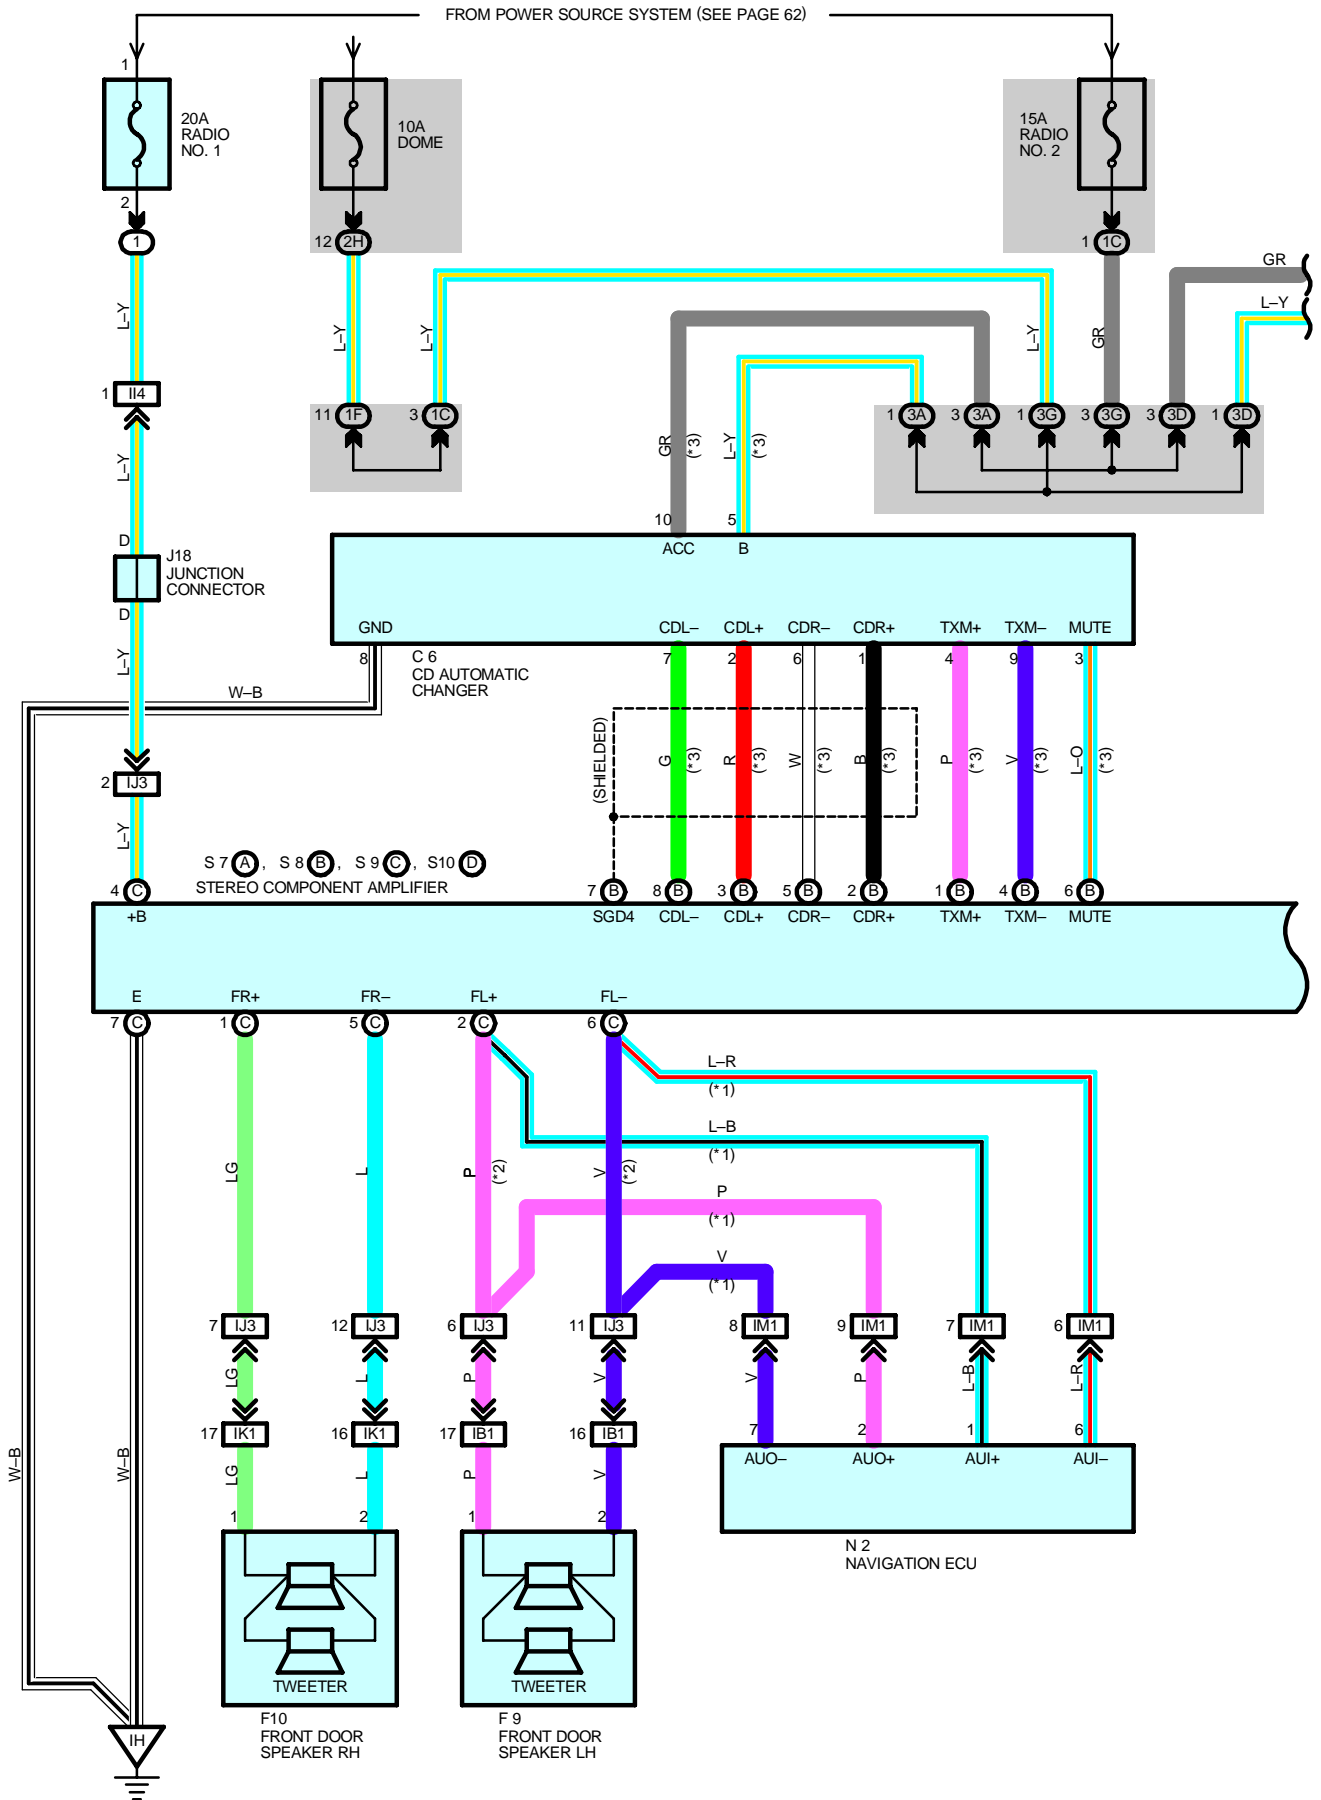 FROM POWER SOURCE SYSTEM (SEE PAGE 62)
1
20A
RADIO
NO. 1
10A
DOME
15A
RADIO
NO. 2
2
1
12 2H
1 1C
GR
L–Y
L–Y
L–Y
L–Y
L–Y
GR
1 II4
11 1F
3 1C
1 3A
3 3A
1 3G
3 3G
3 3D
1 3D
L–Y
GR
(*3)
L–Y
(*3)
10
5
ACC
B
D
J18
JUNCTION
CONNECTOR
D
L–Y
GND
CDL–
CDL+
CDR–
CDR+
TXM+
TXM–
MUTE
8
7
2
6
1
4
9
3
C 6
CD AUTOMATIC
CHANGER
W–B
(SHIELDED)
G
(*3)
R
(*3)
W
(*3)
B
(*3)
P
(*3)
V
(*3)
L–O
(*3)
2 IJ3
L–Y
S 7 A , S 8 B , S 9 C , S10 D
STEREO COMPONENT AMPLIFIER
4 C
7 B
8 B
3 B
5 B
2 B
1 B
4 B
6 B
+B
SGD4
CDL–
CDL+
CDR–
CDR+
TXM+
TXM–
MUTE
E
FR+
FR–
FL+
FL–
7 C
1 C
5 C
2 C
6 C
L–R
(*1)
L–B
(*1)
LG
L
P
(*2)
V
(*2)
P
(*1)
V
(*1)
7 IJ3
12 IJ3
6 IJ3
11 IJ3
8 IM1
9 IM1
7 IM1
6 IM1
LG
L
P
V
V
P
L–B
L–R
17 IK1
16 IK1
17 IB1
16 IB1
7
2
1
6
AUO–
AUO+
AUI+
AUI–
W–B
W–B
LG
L
P
V
1
2
1
2
N 2
NAVIGATION ECU
TWEETER
TWEETER
F10
FRONT DOOR
SPEAKER RH
F 9
FRONT DOOR
SPEAKER LH
IH